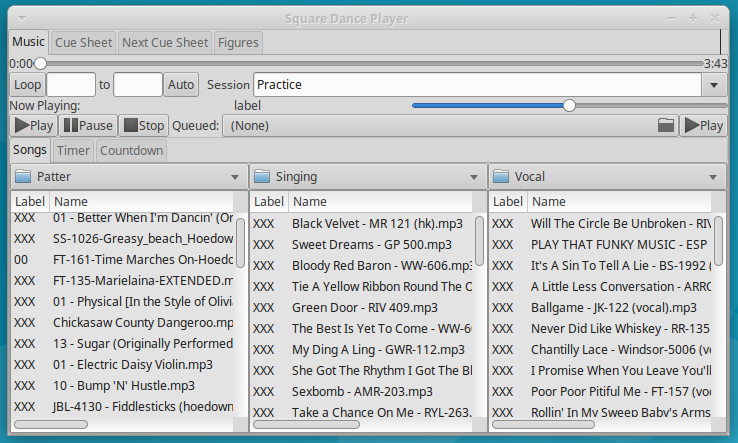 Square Dance Player
Music Cue Sheet Next Cue Sheet Figures
0:00 3:43
Loop to Auto Session Practice
Now Playing: label
Play Pause Stop Queued: (None) Play
Songs Timer Countdown
Patter Singing Vocal
Label Name Label Name Label Name
XXX 01 - Better When I'm Dancin' (Or XXX Black Velvet - MR 121 (hk).mp3 XXX Will The Circle Be Unbroken - RIV
XXX SS-1026-Greasy_beach_Hoedow XXX Sweet Dreams - GP 500.mp3 XXX PLAY THAT FUNKY MUSIC - ESP
00 FT-161-Time Marches On-Hoedo XXX Bloody Red Baron - WW-606.mp3 XXX It's A Sin To Tell A Lie - BS-1992 (
XXX FT-135-Marielaina-EXTENDED.m XXX Tie A Yellow Ribbon Round The O XXX A Little Less Conversation - ARRC
XXX 01 - Physical [In the Style of Olivi XXX Green Door - RIV 409.mp3 XXX Ballgame - JK-122 (vocal).mp3
XXX Chickasaw County Dangeroo.mp XXX The Best Is Yet To Come - WW-6 XXX Never Did Like Whiskey - RR-135
XXX 13 - Sugar (Originally Performed XXX My Ding A Ling - GWR-112.mp3 XXX Chantilly Lace - Windsor-5006 (v
XXX 01 - Electric Daisy Violin.mp3 XXX She Got The Rhythm I Got The Bl XXX I Promise When You Leave You'll
XXX 10 - Bump 'N' Hustle.mp3 XXX Sexbomb - AMR-203.mp3 XXX Poor Poor Pitiful Me - FT-157 (voc
XXX JBL-4130 - Fiddlesticks (hoedown XXX Take a Chance On Me - RYL-263. XXX Rollin' In My Sweep Baby's Arms